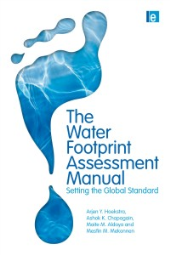 The
Water
Footprint
Assessment
Manual
Setting the Global Standard
Arjen Y. Hoekstra,
Ashok K. Chapagain,
Maite M. Aldaya and
Mesfin M. Mekonnen